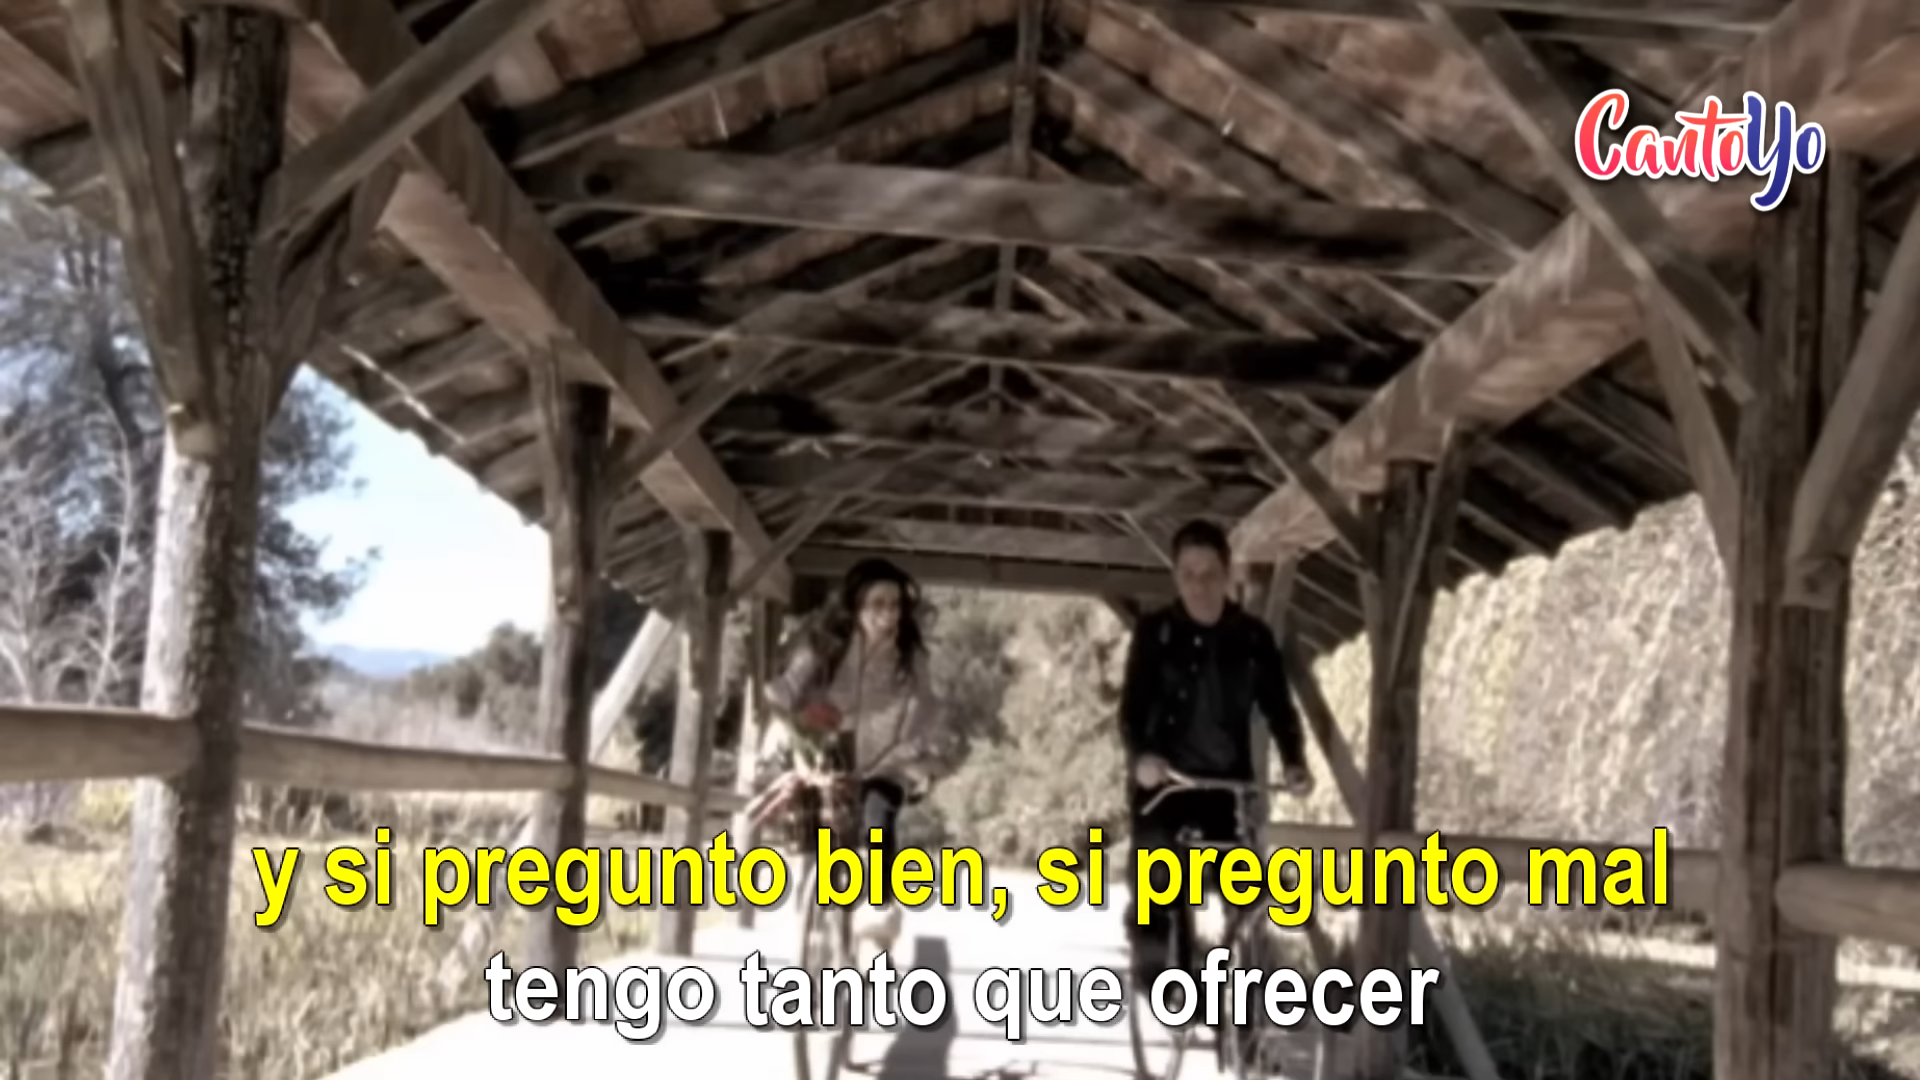 CantoYo
y si pregunto bien, si pregunto mal
tengo tanto que ofrecer